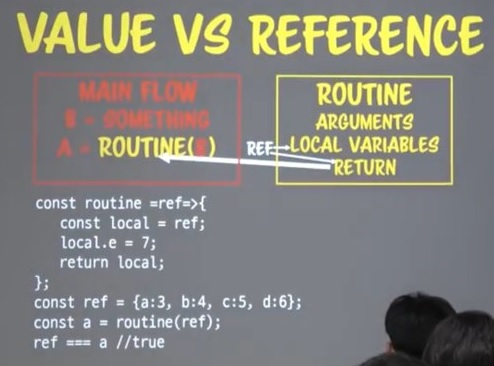 VALUE VS REFERENCE
MAIN FLOW
B = SOMETHING
A = ROUTINE(B)
ROUTINE
ARGUMENTS
REF
LOCAL VARIABLES
RETURN
const routine =ref=>{
const local = ref;
local.e = 7;
return local;
};
const ref = {a:3, b:4, c:5, d:6};
const a = routine(ref);
ref === a //true